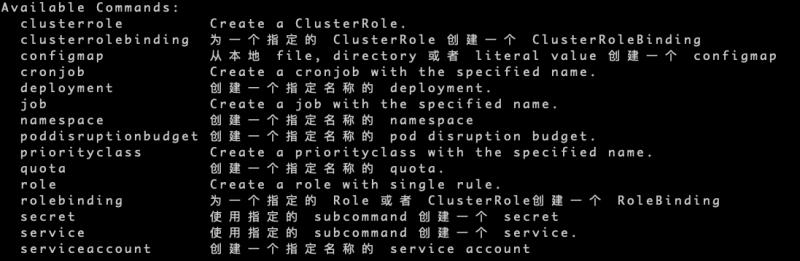 Available Commands:
clusterrole Create a ClusterRole.
clusterrolebinding 为一个指定的 ClusterRole 创建一个 ClusterRoleBinding
configmap 从本地 file, directory 或者 literal value 创建一个 configmap
cronjob Create a cronjob with the specified name.
deployment 创建一个指定名称的 deployment.
job Create a job with the specified name.
namespace 创建一个指定名称的 namespace
poddisruptionbudget 创建一个指定名称的 pod disruption budget.
priorityclass Create a priorityclass with the specified name.
quota 创建一个指定名称的 quota.
role Create a role with single rule.
rolebinding 为一个指定的 Role 或者 ClusterRole创建一个 RoleBinding
secret 使用指定的 subcommand 创建一个 secret
service 使用指定的 subcommand 创建一个 service.
serviceaccount 创建一个指定名称的 service account